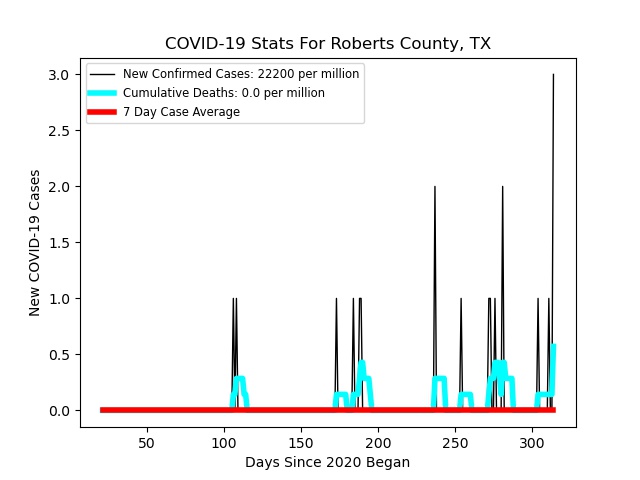 COVID-19 Stats For Roberts County, TX
New Confirmed Cases: 22200 per million
Cumulative Deaths: 0.0 per million
7 Day Case Average
3.0
2.5
2.0
1.5
1.0
0.5
0.0
New COVID-19 Cases
50 100 150 200 250 300
Days Since 2020 Began